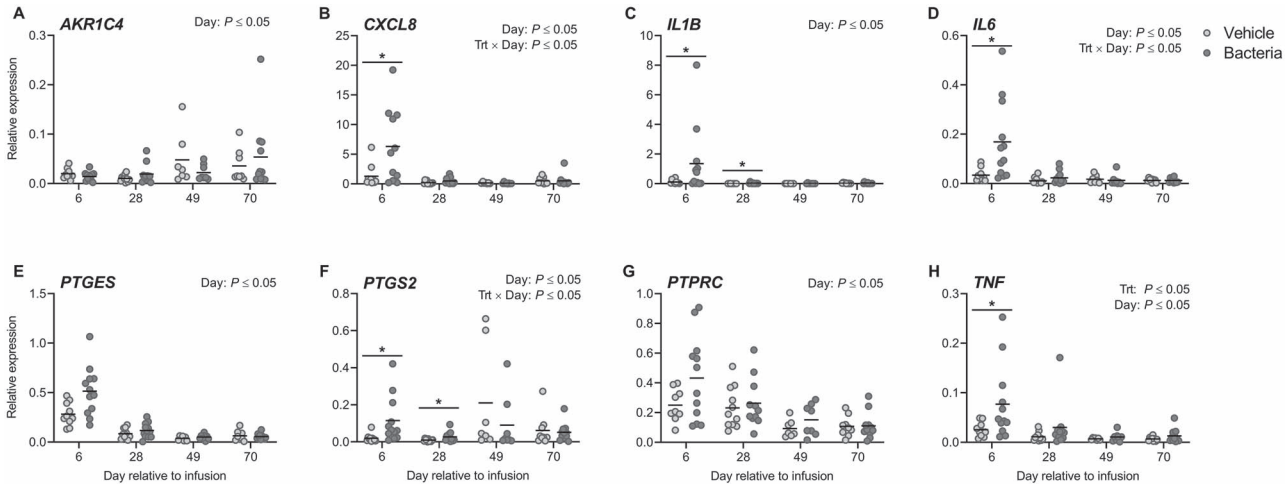 A
AKR1C4
Day: P ≤ 0.05
0.3
0.2
0.1
0.0
Relative expression
6
28
49
70
B
CXCL8
Day: P ≤ 0.05
Trt × Day: P ≤ 0.05
25
20
15
10
5
0
*
6
28
49
70
C
IL1B
Day: P ≤ 0.05
10
8
6
4
2
0
*
*
6
28
49
70
D
IL6
Day: P ≤ 0.05
Trt × Day: P ≤ 0.05
0.6
0.4
0.2
0.0
*
6
28
49
70
Vehicle
Bacteria
E
PTGES
Day: P ≤ 0.05
1.5
1.0
0.5
0.0
Relative expression
6
28
49
70
Day relative to infusion
F
PTGS2
Day: P ≤ 0.05
Trt × Day: P ≤ 0.05
0.8
0.6
0.4
0.2
0.0
*
*
6
28
49
70
Day relative to infusion
G
PTPRC
Day: P ≤ 0.05
1.0
0.8
0.6
0.4
0.2
0.0
6
28
49
70
Day relative to infusion
H
TNF
Trt: P ≤ 0.05
Day: P ≤ 0.05
0.3
0.2
0.1
0.0
*
6
28
49
70
Day relative to infusion